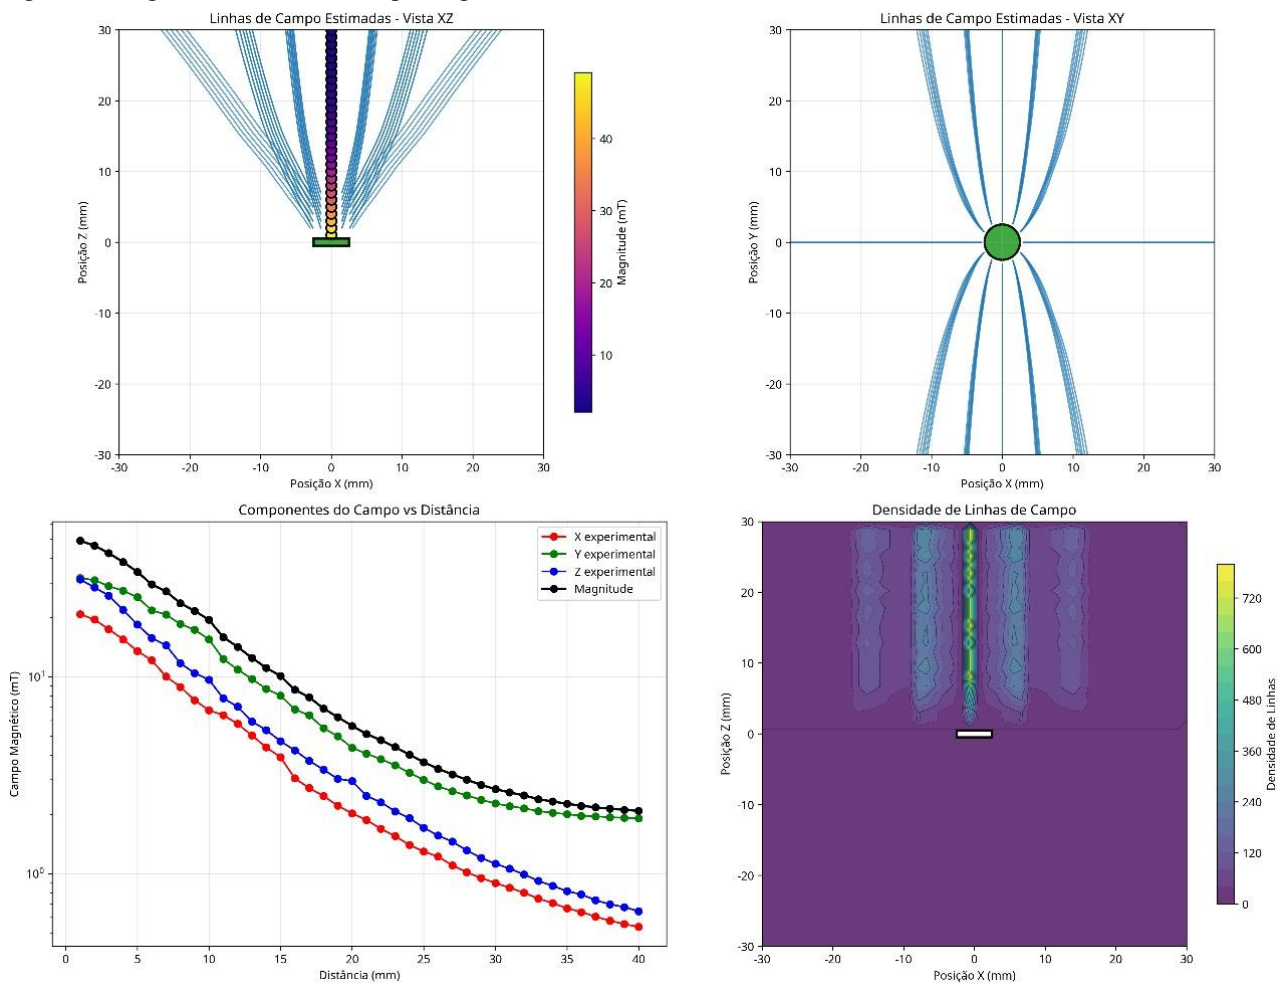 Linhas de Campo Estimadas - Vista XZ
30
20
10
0
-10
-20
-30
-30 -20 -10 0 10 20 30
Posição X (mm)
Posição Z (mm)
40
30
20
10
Magnitude (mT)
Linhas de Campo Estimadas - Vista XY
30
20
10
0
-10
-20
-30
-30 -20 -10 0 10 20 30
Posição X (mm)
Posição Y (mm)
Componentes do Campo vs Distância
X experimental
Y experimental
Z experimental
Magnitude
10¹
10⁰
0 5 10 15 20 25 30 35 40
Distância (mm)
Campo Magnético (mT)
Densidade de Linhas de Campo
30
20
10
0
-10
-20
-30
-30 -20 -10 0 10 20 30
Posição X (mm)
Posição Z (mm)
720
600
480
360
240
120
0
Densidade de Linhas